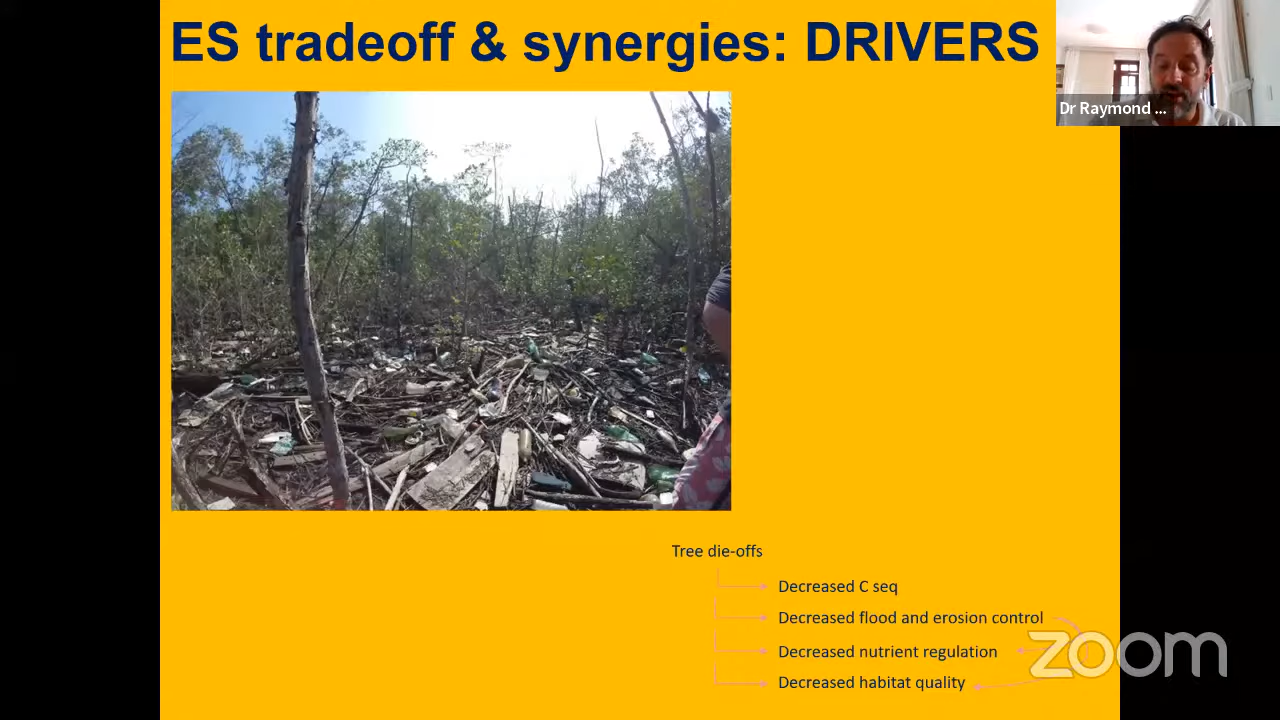 ES tradeoff & synergies: DRIVERS
Dr Raymond ...
Tree die-offs
Decreased C seq
Decreased flood and erosion control
Decreased nutrient regulation
Decreased habitat quality
zoom